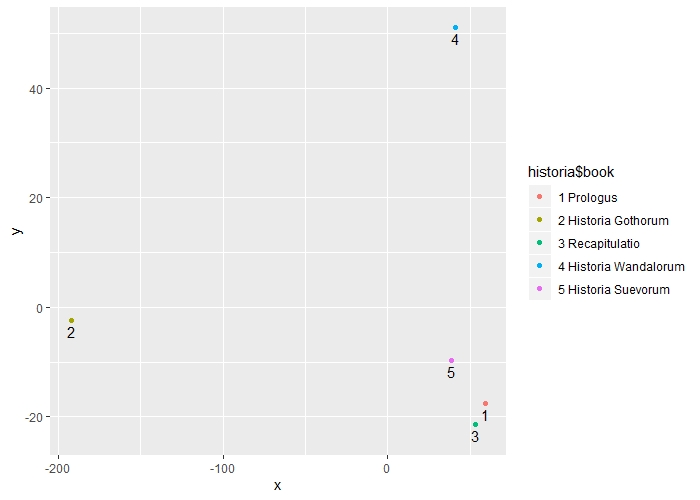 4
40
historia$book
1 Prologus
2 Historia Gothorum
3 Recapitulatio
4 Historia Wandalorum
5 Historia Suevorum
20
y
0
2
5
1
-20
3
-200
-100
0
x